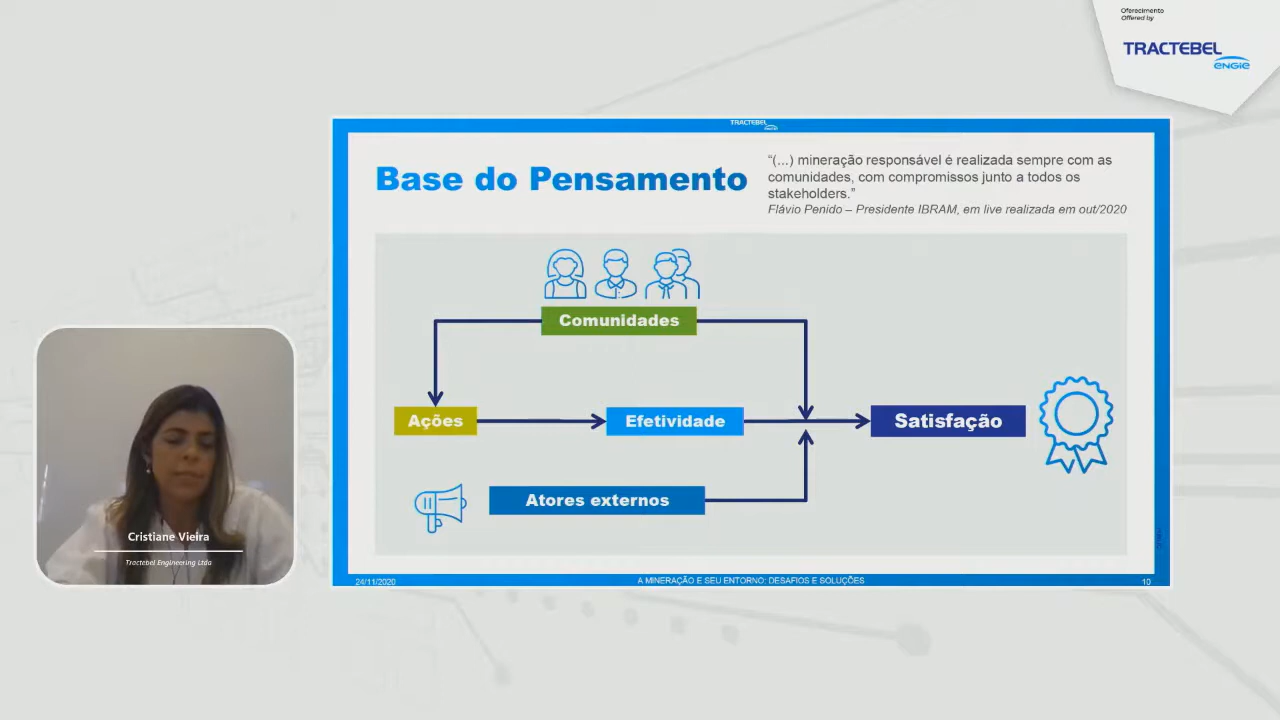 Oferecimento
Offered by
TRACTEBEL
ENGIE
TRACTEBEL
ENGIE
Base do Pensamento
“(...) mineração responsável é realizada sempre com as
comunidades, com compromissos junto a todos os
stakeholders.”
Flávio Penido – Presidente IBRAM, em live realizada em out/2020
Comunidades
Ações
Efetividade
Satisfação
Atores externos
Cristiane Vieira
Tractebel Engineering Ltda
24/11/2020
A MINERAÇÃO E SEU ENTORNO: DESAFIOS E SOLUÇÕES
10